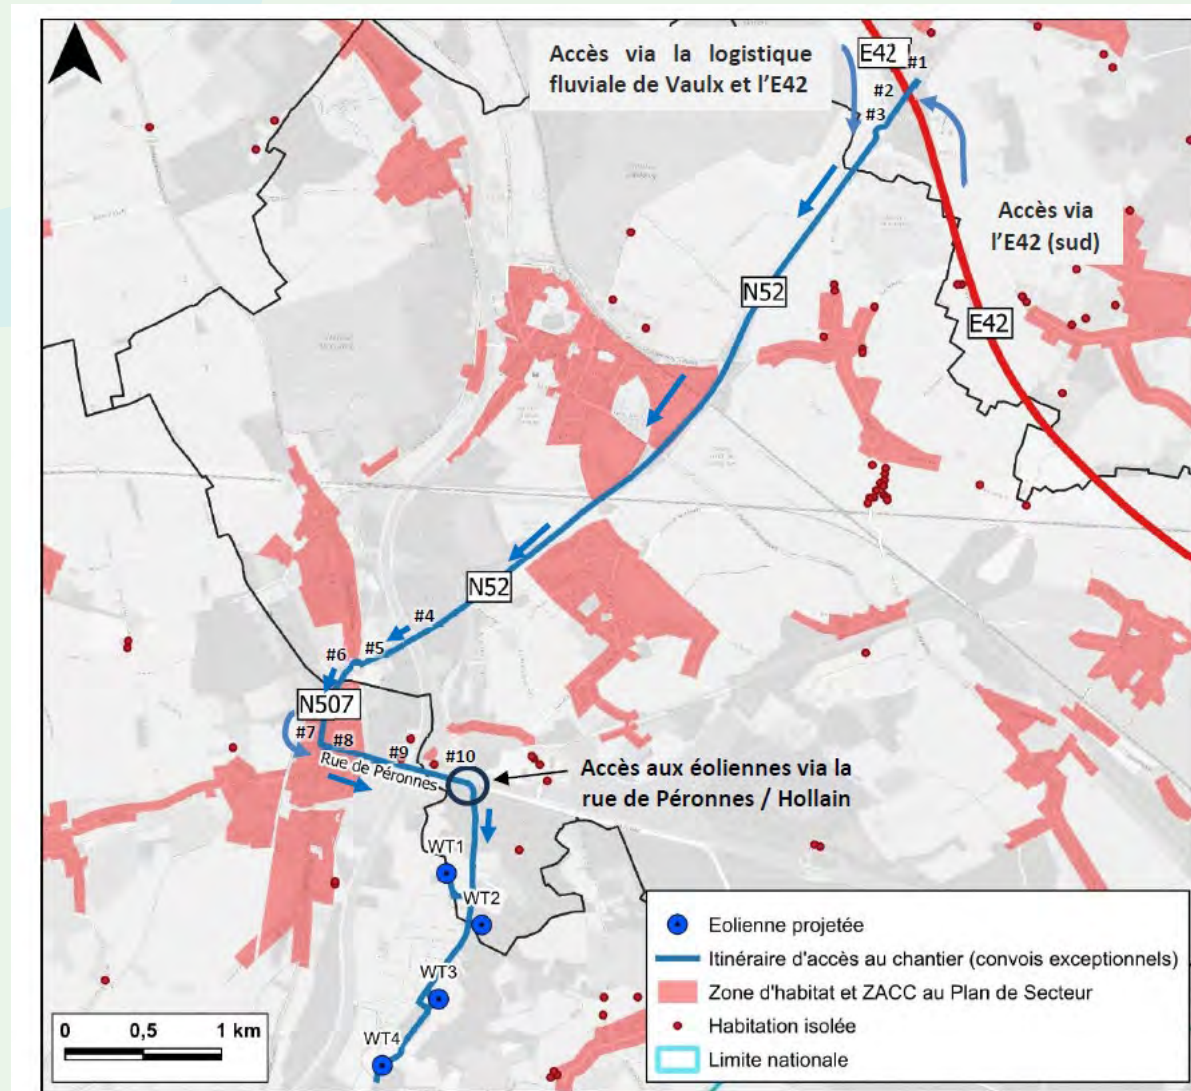 Accès via la logistique
fluviale de Vaulx et l'E42
E42
#1
#2
#3
Accès via
l'E42 (sud)
N52
E42
N52
#4
#5
#6
N507
#7
#8
#9
#10
Rue de Péronnes
Accès aux éoliennes via la
rue de Péronnes / Hollain
WT1
WT2
WT3
WT4
Eolienne projetée
Itinéraire d'accès au chantier (convois exceptionnels)
Zone d'habitat et ZACC au Plan de Secteur
Habitation isolée
Limite nationale
0 0,5 1 km